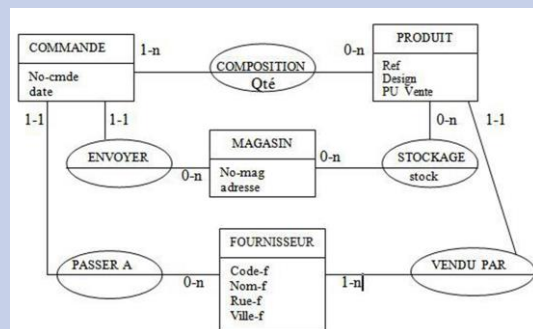 COMMANDE
No-cmde
date
1-n
COMPOSITION
Qté
0-n
PRODUIT
Ref
Design
PU Vente
1-1
1-1
0-n
1-1
ENVOYER
0-n
MAGASIN
No-mag
adresse
0-n
STOCKAGE
stock
PASSER A
0-n
FOURNISSEUR
Code-f
Nom-f
Rue-f
Ville-f
1-n
VENDU PAR